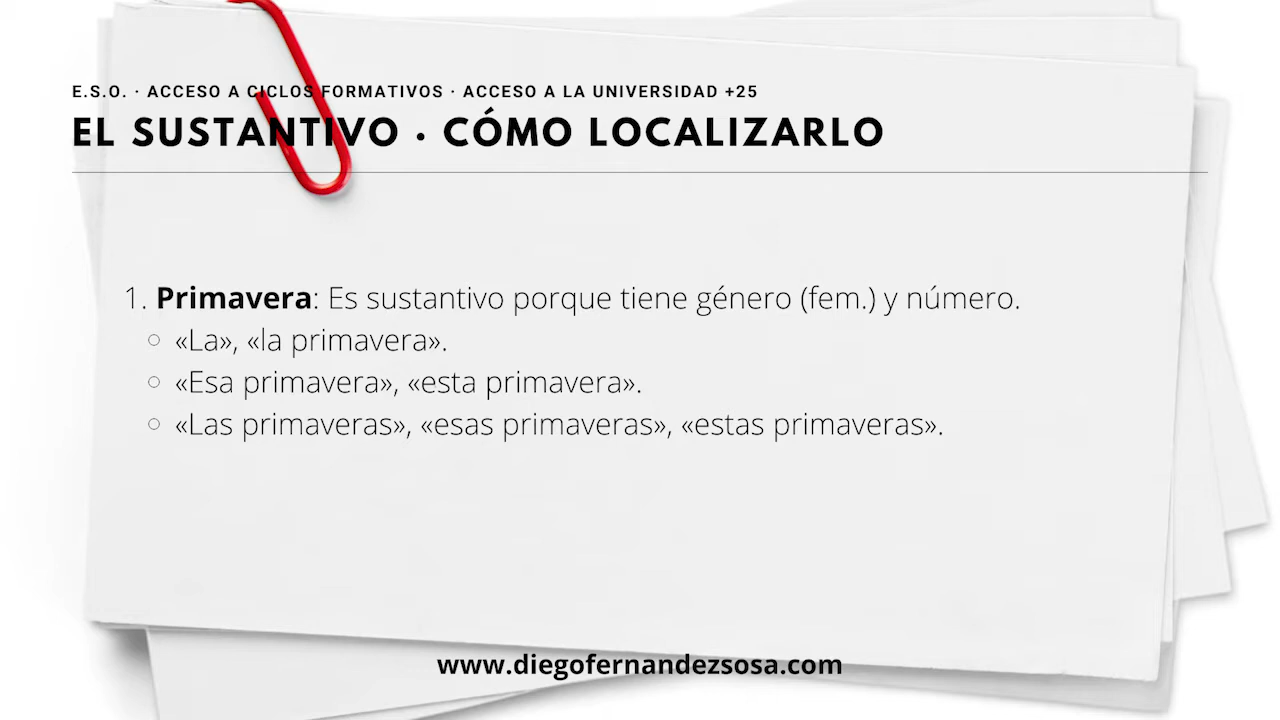 E.S.O. · ACCESO A CICLOS FORMATIVOS · ACCESO A LA UNIVERSIDAD +25
EL SUSTANTIVO · CÓMO LOCALIZARLO
1. Primavera: Es sustantivo porque tiene género (fem.) y número.
○ «La», «la primavera».
○ «Esa primavera», «esta primavera».
○ «Las primaveras», «esas primaveras», «estas primaveras».
www.diegofernandezsosa.com